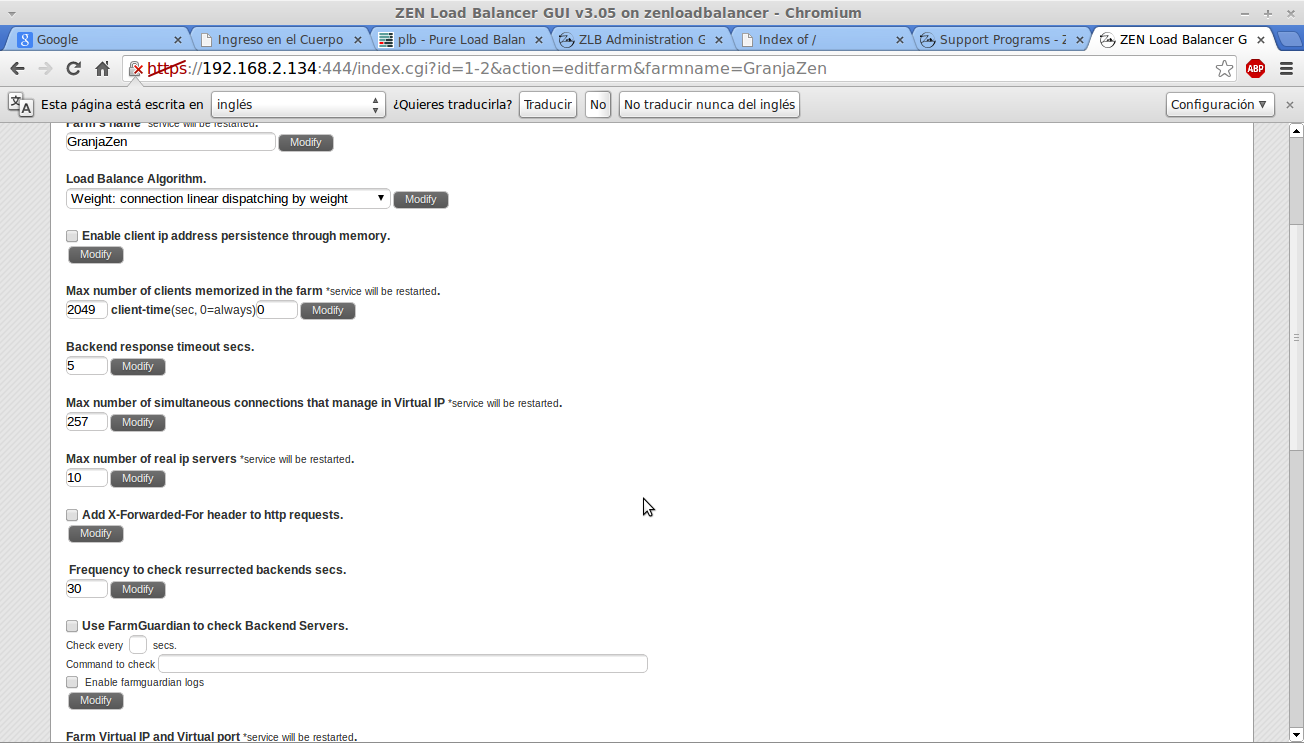 ZEN Load Balancer GUI v3.05 on zenloadbalancer - Chromium
Google
Ingreso en el Cuerpo
plb - Pure Load Balan
ZLB Administration G
Index of /
Support Programs - Z
ZEN Load Balancer G
https://192.168.2.134:444/index.cgi?id=1-2&action=editfarm&farmname=GranjaZen
ABP
Esta página está escrita en inglés ¿Quieres traducirla? Traducir No No traducir nunca del inglés Configuración
Farm's name *service will be restarted.
GranjaZen Modify
Load Balance Algorithm.
Weight: connection linear dispatching by weight Modify
Enable client ip address persistence through memory.
Modify
Max number of clients memorized in the farm *service will be restarted.
2049 client-time(sec, 0=always) 0 Modify
Backend response timeout secs.
5 Modify
Max number of simultaneous connections that manage in Virtual IP *service will be restarted.
257 Modify
Max number of real ip servers *service will be restarted.
10 Modify
Add X-Forwarded-For header to http requests.
Modify
Frequency to check resurrected backends secs.
30 Modify
Use FarmGuardian to check Backend Servers.
Check every secs.
Command to check
Enable farmguardian logs
Modify
Farm Virtual IP and Virtual port *service will be restarted.